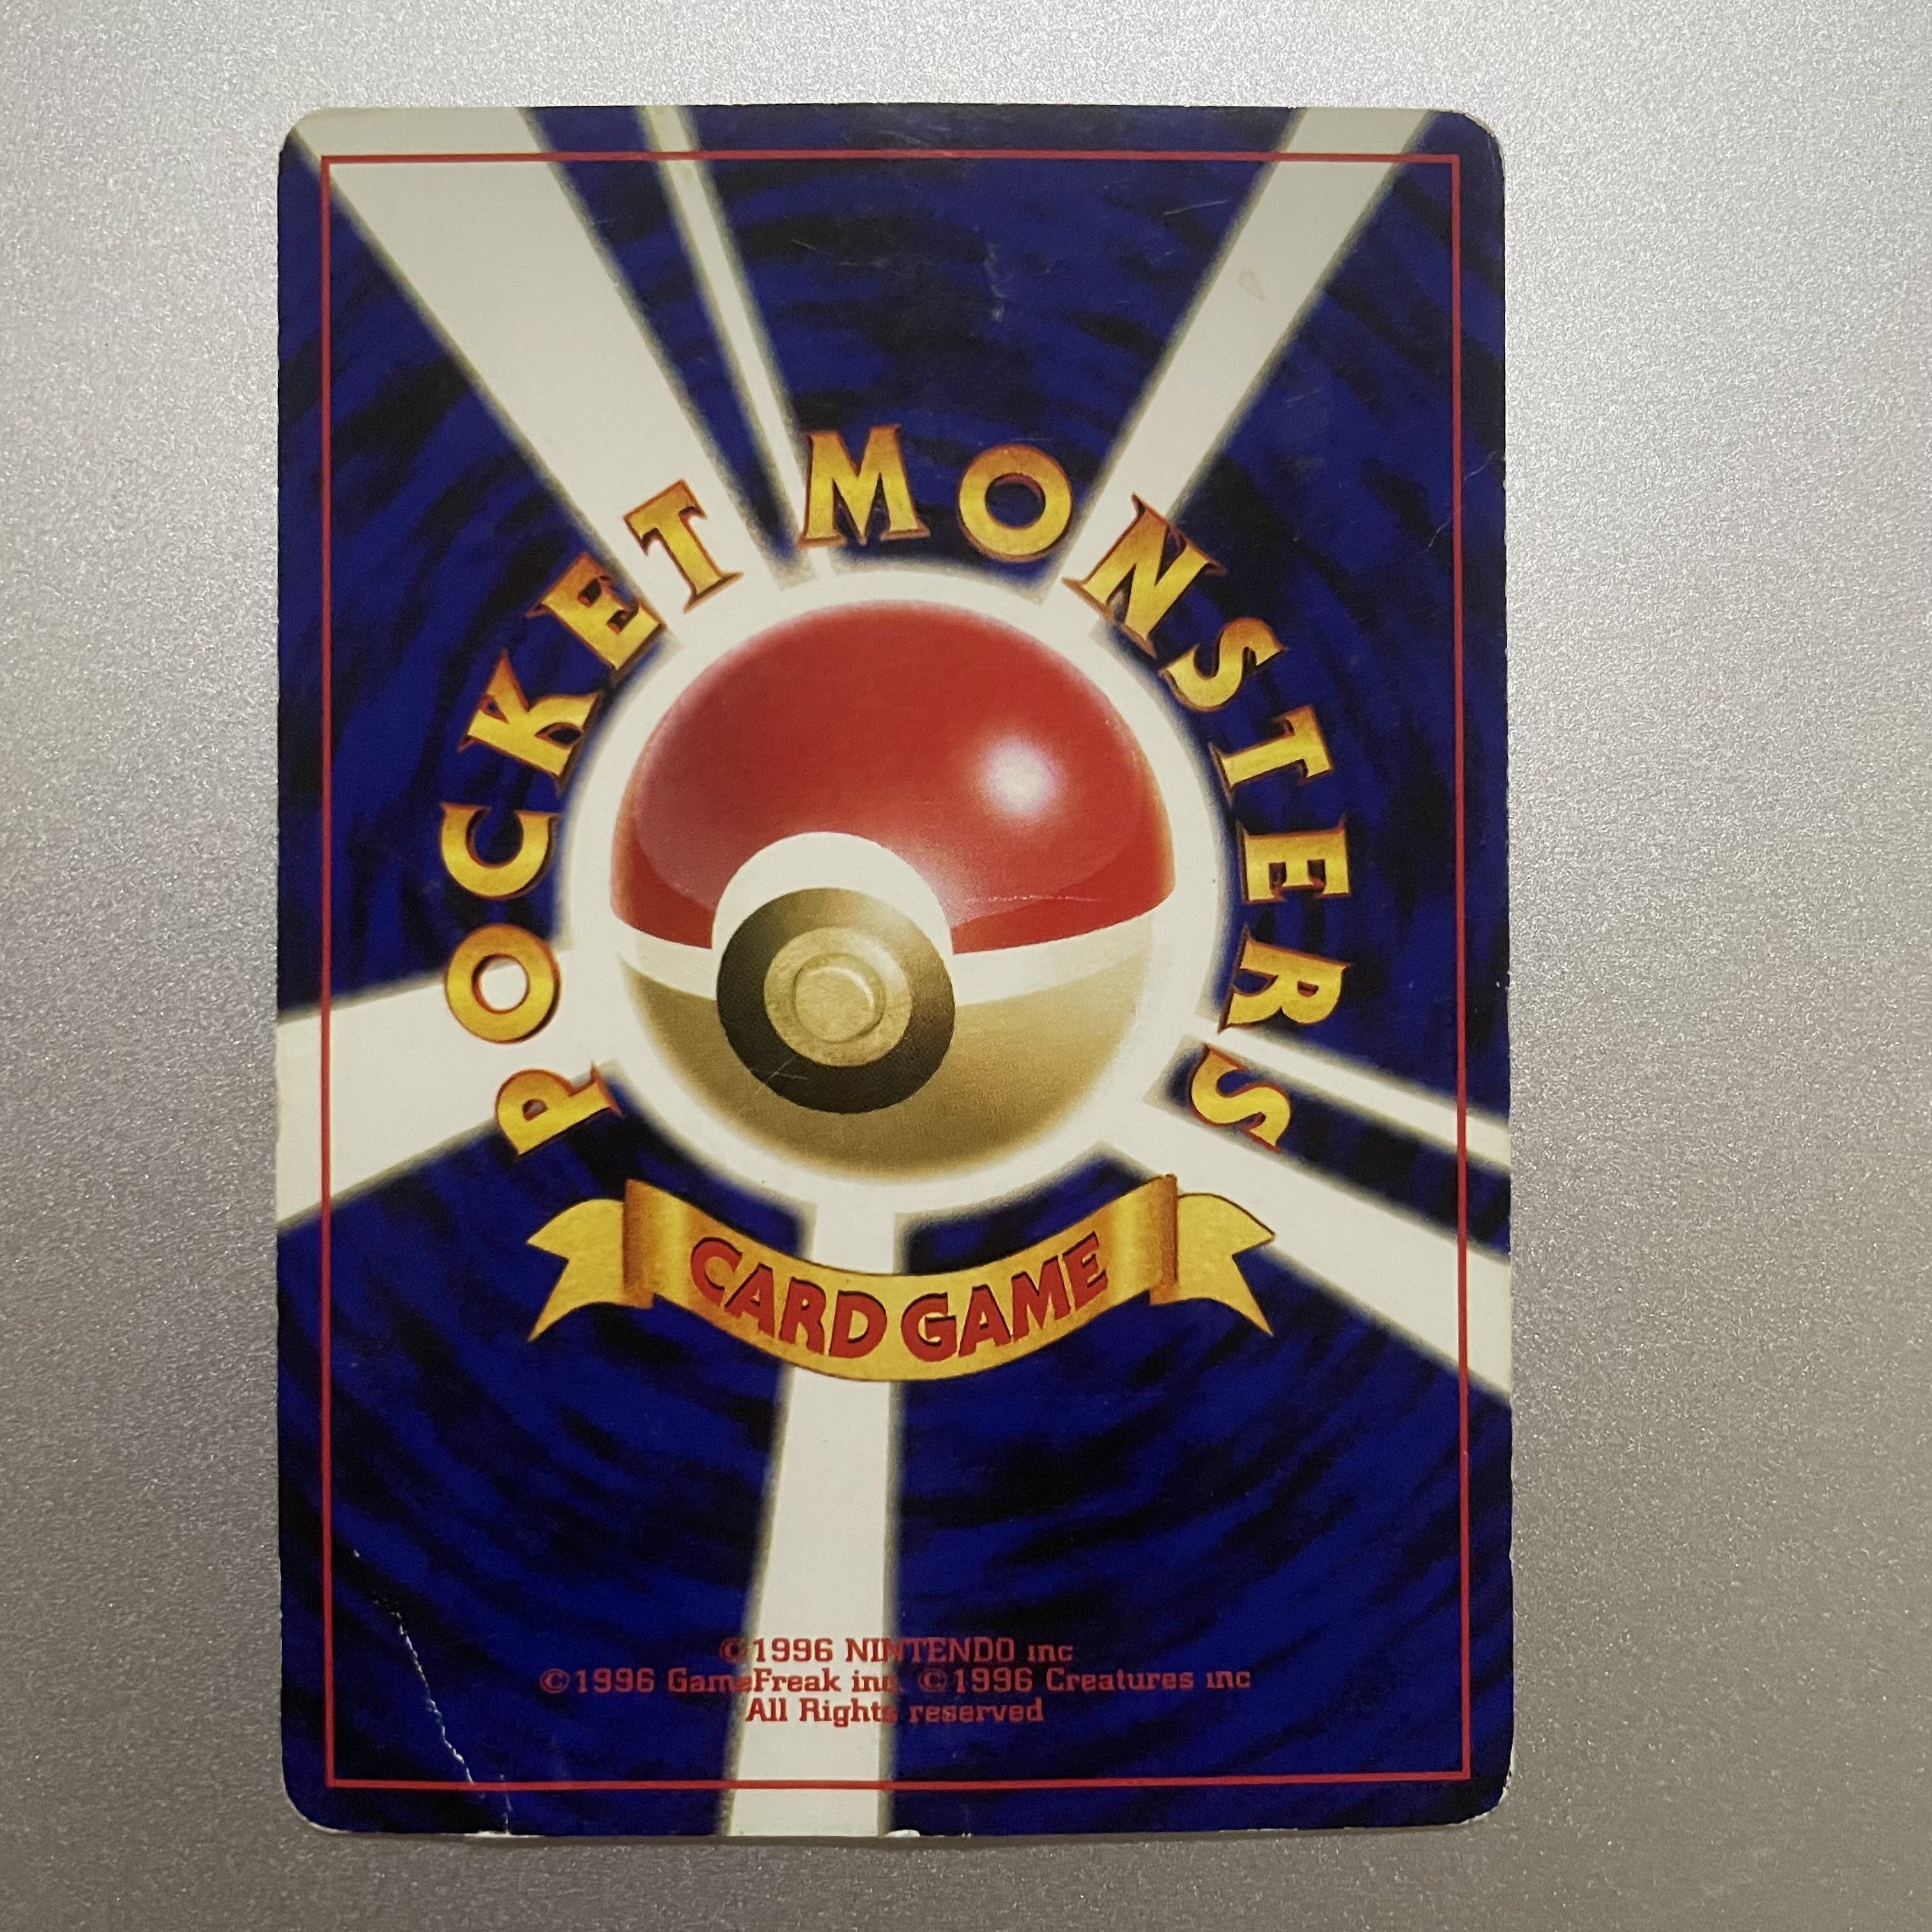 POCKET MONSTERS
CARD GAME
©1996 NINTENDO inc
©1996 GameFreak inc. ©1996 Creatures inc
All Rights reserved